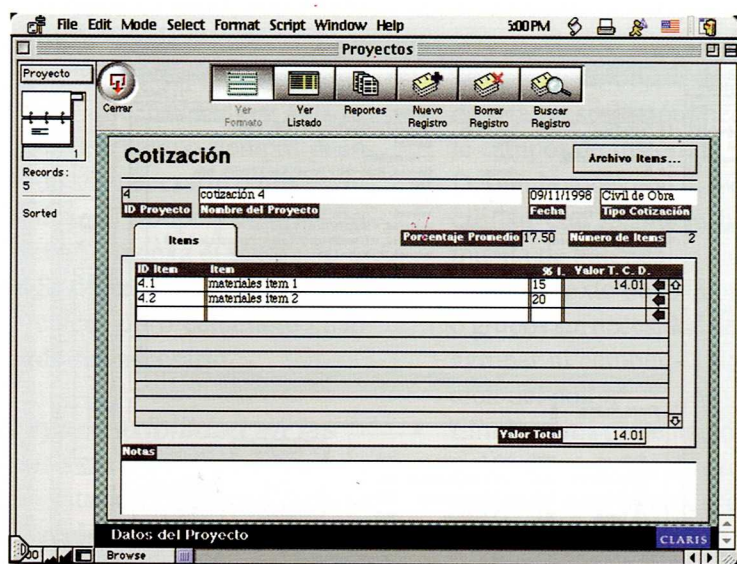 File Edit Mode Select Format Script Window Help 5:00 PM
Proyectos
Proyecto
1
Records:
5
Sorted
Cerrar
Ver Formato
Ver Listado
Reportes
Nuevo Registro
Borrar Registro
Buscar Registro
Cotización
Archivo Items...
4 cotización 4 09/11/1998 Civil de Obra
ID Proyecto Nombre del Proyecto Fecha Tipo Cotización
Items
Porcentaje Promedio 17.50 Número de Items 2
ID Item Item % I. Valor T. C. D.
4.1 materiales item 1 15 14.01
4.2 materiales item 2 20
Valor Total 14.01
Notas
Datos del Proyecto
CLARIS
Browse